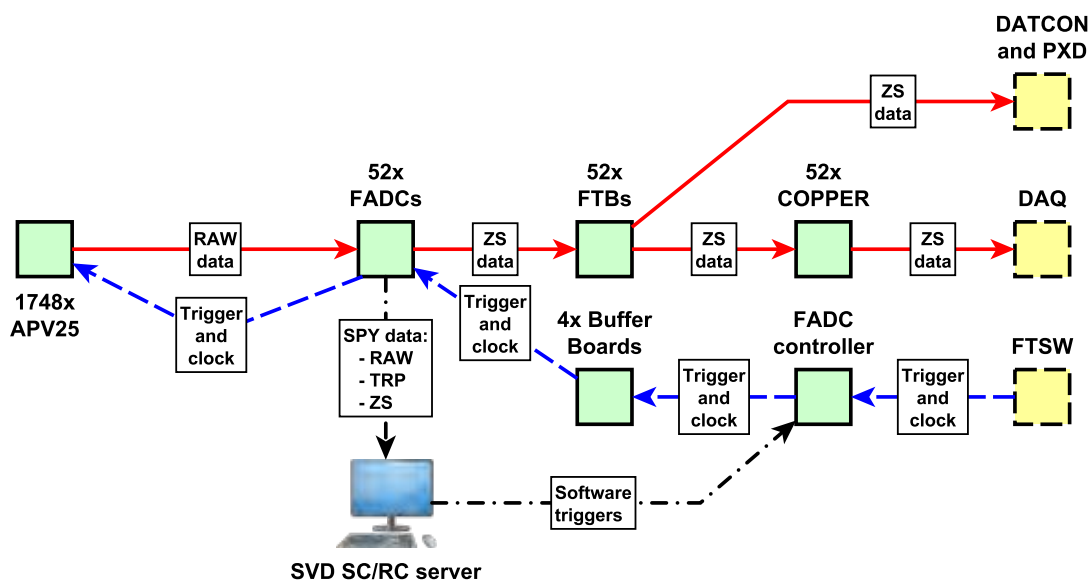 DATCON
and PXD
ZS
data
52x
FADCs
52x
FTBs
52x
COPPER
DAQ
RAW
data
ZS
data
ZS
data
ZS
data
1748x
APV25
Trigger
and
clock
Trigger
and
clock
4x Buffer
Boards
FADC
controller
FTSW
SPY data:
- RAW
- TRP
- ZS
Trigger
and
clock
Trigger
and
clock
Software
triggers
SVD SC/RC server